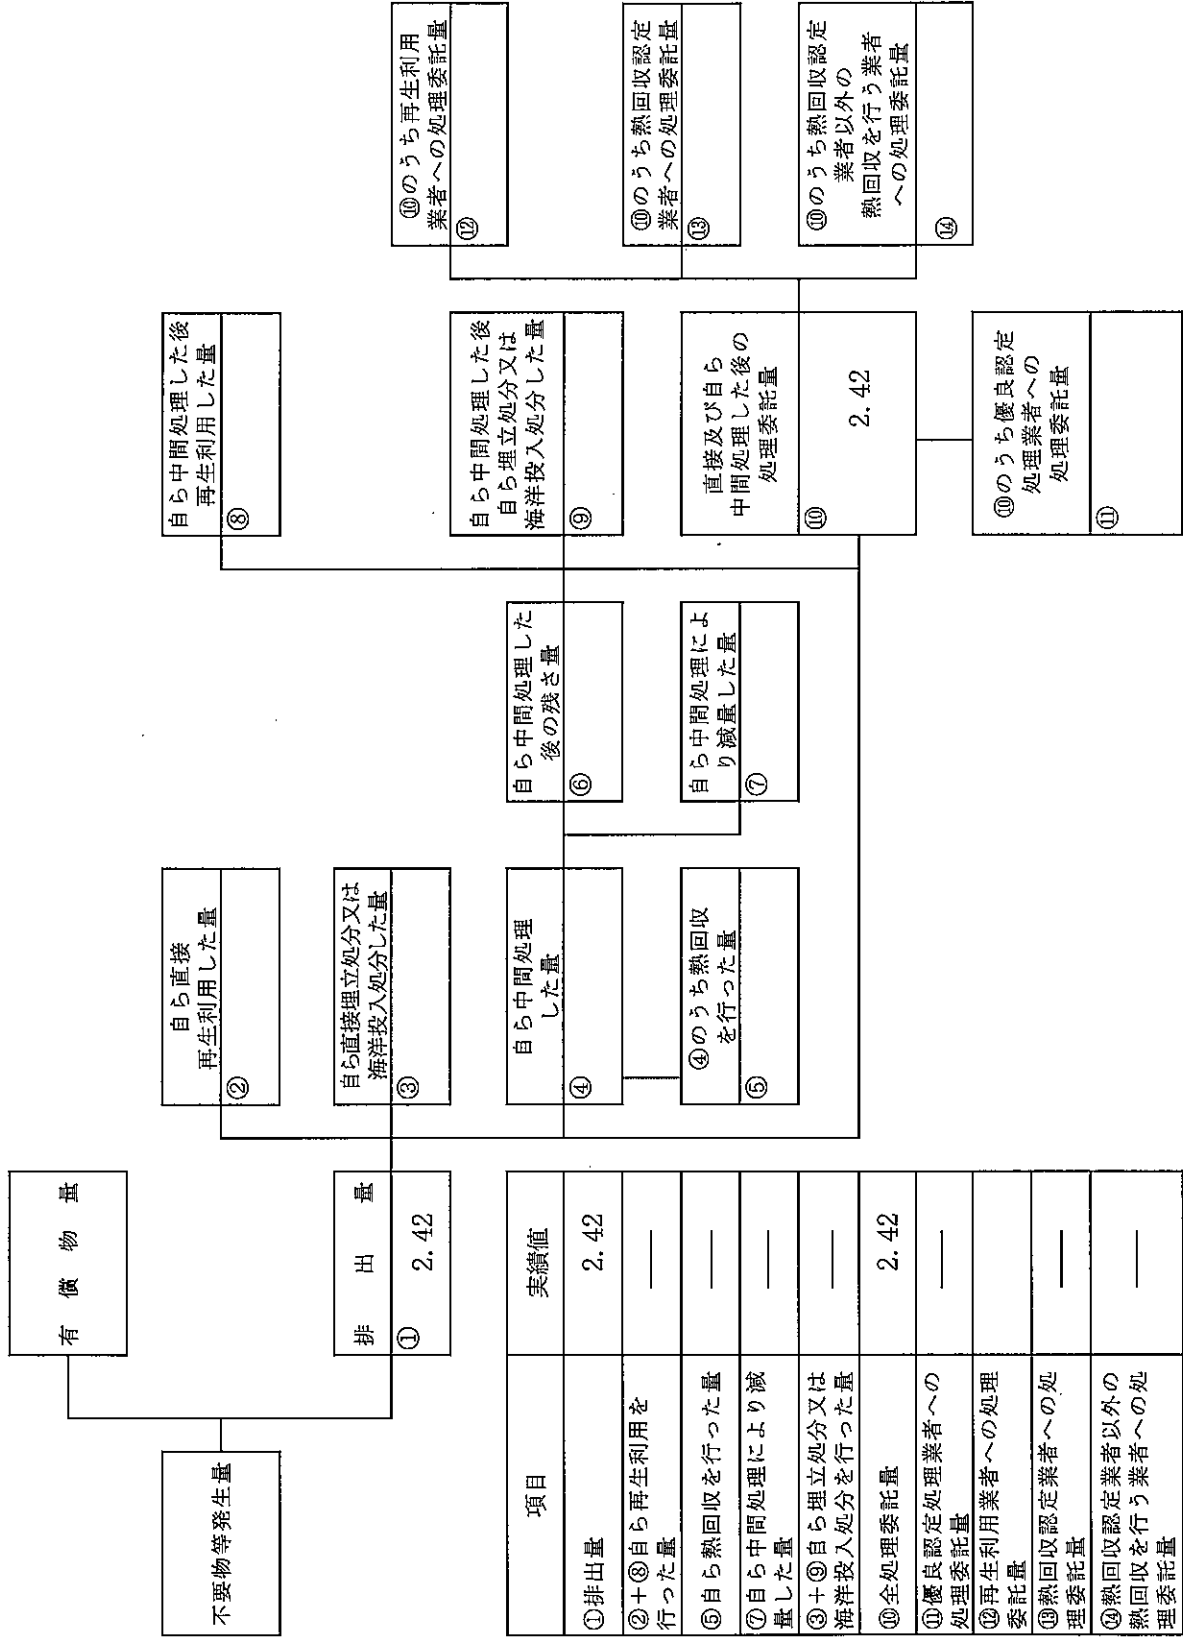 不要物等発生量
有償物量
排出量
①
2.42
自ら直接
再生利用した量
②
自ら直接埋立処分又は
海洋投入処分した量
③
自ら中間処理
した量
④
④のうち熱回収
を行った量
⑤
自ら中間処理した
後の残さ量
⑥
自ら中間処理によ
り減量した量
⑦
自ら中間処理した後
再生利用した量
⑧
自ら中間処理した後
自ら埋立処分又は
海洋投入処分した量
⑨
直接及び自ら
中間処理した後の
処理委託量
⑩
2.42
⑩のうち優良認定
処理業者への
処理委託量
⑪
⑩のうち再生利用
業者への処理委託量
⑫
⑩のうち熱回収認定
業者への処理委託量
⑬
⑩のうち熱回収認定
業者以外の
熱回収を行う業者
への処理委託量
⑭
項目 実績値
①排出量 2.42
②+⑧自ら再生利用を
行った量 ―
⑤自ら熱回収を行った量 ―
⑦自ら中間処理により減
量した量 ―
③+⑨自ら埋立処分又は
海洋投入処分を行った量 ―
⑩全処理委託量 2.42
⑪優良認定処理業者への
処理委託量 ―
⑫再生利用業者への処理
委託量
⑬熱回収認定業者への処
理委託量 ―
⑭熱回収認定業者以外の
熱回収を行う業者への処
理委託量 ―